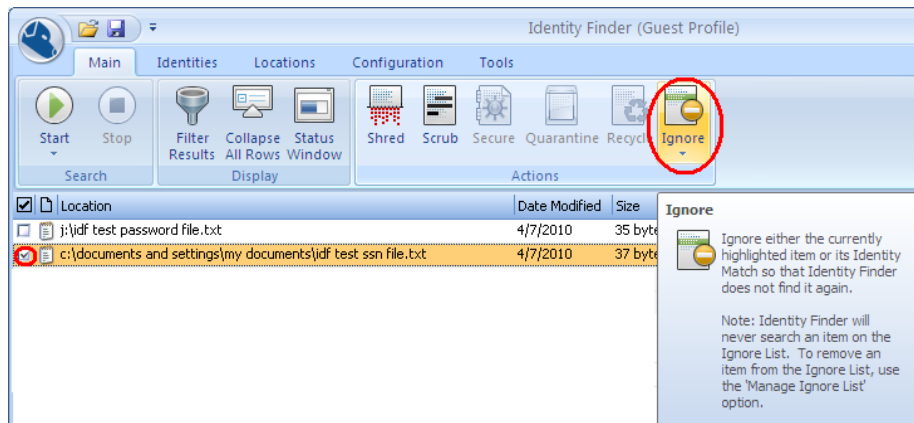 Identity Finder (Guest Profile)
Main Identities Locations Configuration Tools
Start Stop Filter Results Collapse All Rows Status Window Shred Scrub Secure Quarantine Recycle Ignore
Search Display Actions
Location Date Modified Size
j:\idf test password file.txt 4/7/2010 35
c:\documents and settings\my documents\idf test ssn file.txt 4/7/2010 37
Ignore
Ignore either the currently
highlighted item or its Identity
Match so that Identity Finder
does not find it again.
Note: Identity Finder will
never search an item on the
Ignore List. To remove an
item from the Ignore List, use
the 'Manage Ignore List'
option.